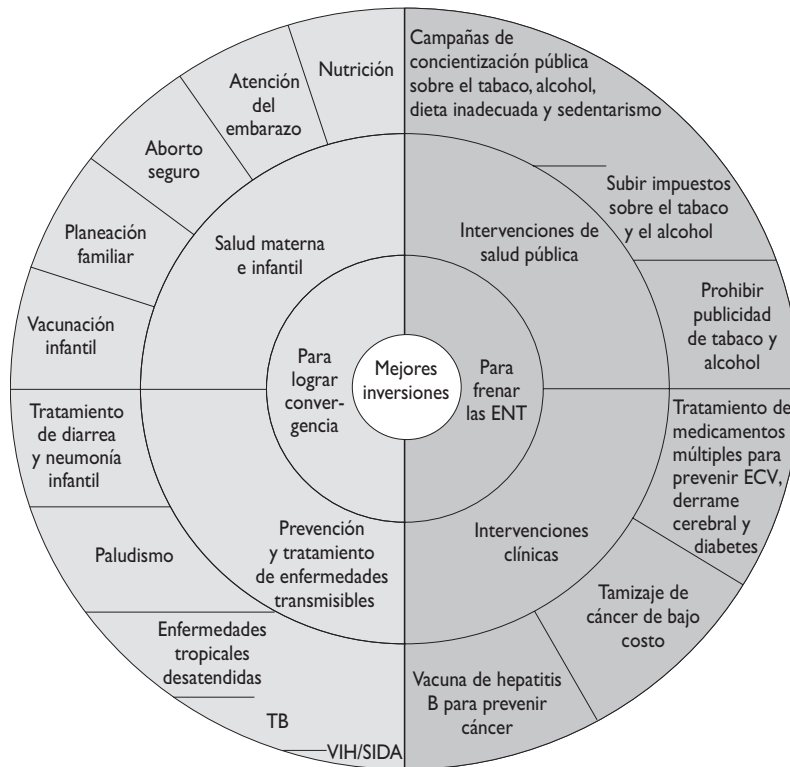 Nutrición
Atención
del
embarazo
Aborto
seguro
Planeación
familiar
Vacunación
infantil
Tratamiento
de diarrea
y neumonía
infantil
Paludismo
Enfermedades
tropicales
desatendidas
TB
VIH/SIDA
Salud materna
e infantil
Prevención
y tratamiento
de enfermedades
transmisibles
Para
lograr
conver-
gencia
Mejores
inversiones
Para
frenar
las ENT
Intervenciones de
salud pública
Intervenciones
clínicas
Campañas de
concientización pública
sobre el tabaco, alcohol,
dieta inadecuada y sedentarismo
Subir impuestos
sobre el tabaco
y el alcohol
Prohibir
publicidad
de tabaco y
alcohol
Tratamiento de
medicamentos
múltiples para
prevenir ECV,
derrame
cerebral y
diabetes
Tamizaje de
cáncer de bajo
costo
Vacuna de hepatitis
B para prevenir
cáncer